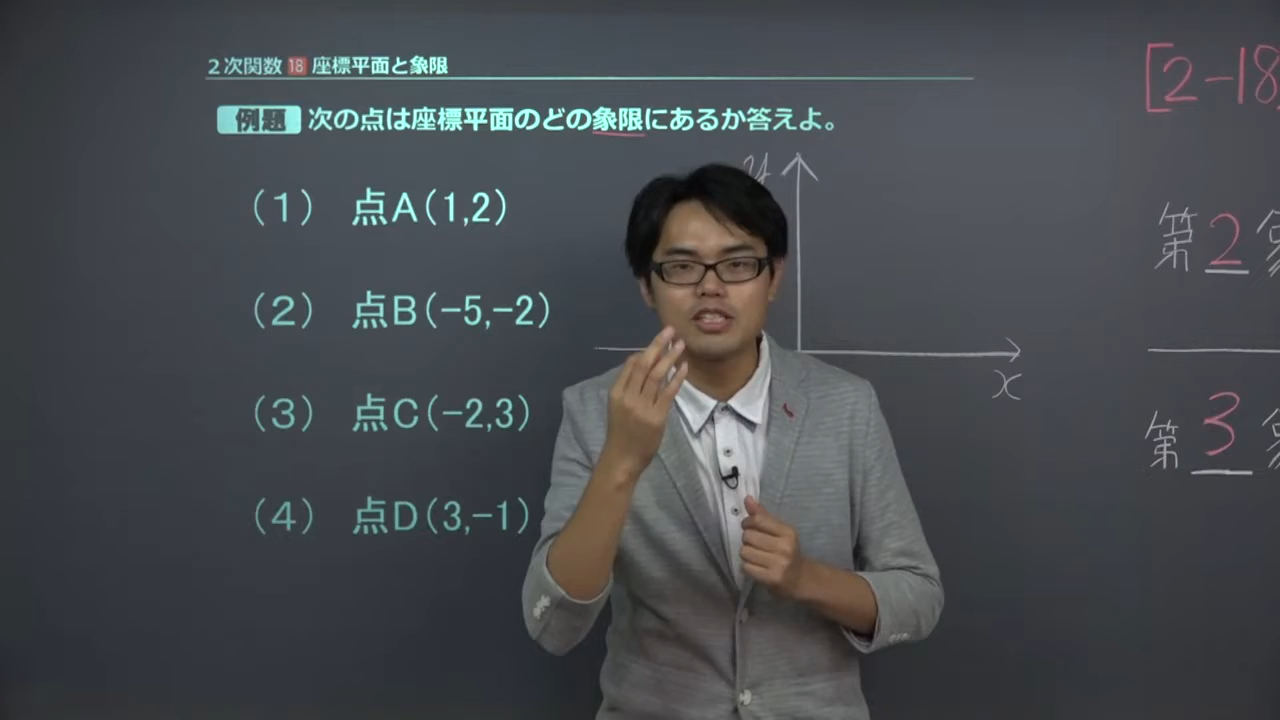 2次関数 18 座標平面と象限
[2-18
例題 次の点は座標平面のどの象限にあるか答えよ。
y
(1) 点A(1,2)
第2象
(2) 点B(-5,-2)
x
(3) 点C(-2,3)
第3象
(4) 点D(3,-1)